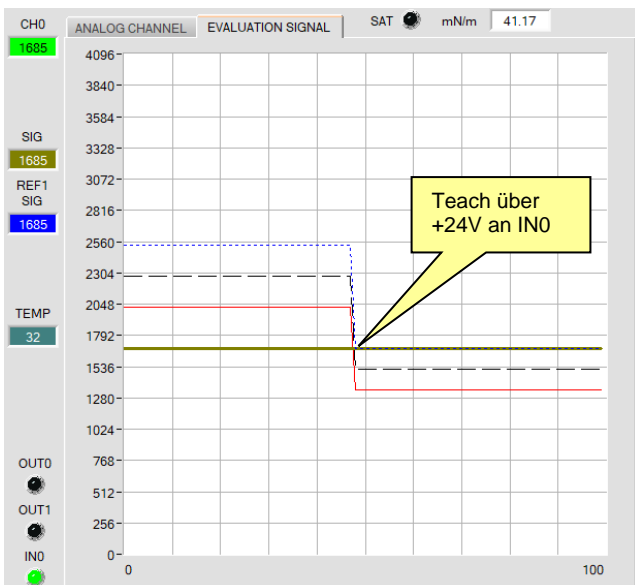 CH0
1685
ANALOG CHANNEL
EVALUATION SIGNAL
SAT
mN/m
41.17
SIG
1685
REF1
SIG
1685
TEMP
32
OUT0
OUT1
IN0
4096
3840
3584
3328
3072
2816
2560
2304
2048
1792
1536
1280
1024
768
512
256
0
0
100
Teach über
+24V an IN0